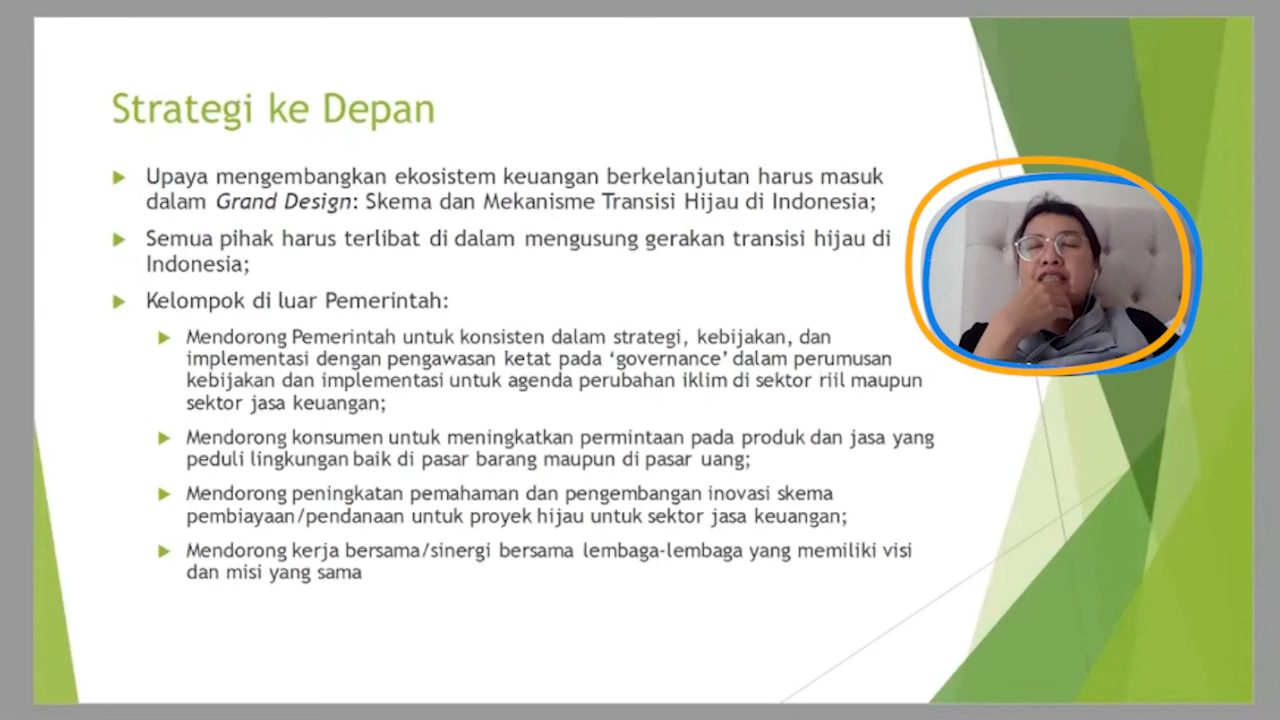 Strategi ke Depan
Upaya mengembangkan ekosistem keuangan berkelanjutan harus masuk
dalam Grand Design: Skema dan Mekanisme Transisi Hijau di Indonesia;
Semua pihak harus terlibat di dalam mengusung gerakan transisi hijau di
Indonesia;
Kelompok di luar Pemerintah:
Mendorong Pemerintah untuk konsisten dalam strategi, kebijakan, dan
implementasi dengan pengawasan ketat pada ‘governance’ dalam perumusan
kebijakan dan implementasi untuk agenda perubahan iklim di sektor riil maupun
sektor jasa keuangan;
Mendorong konsumen untuk meningkatkan permintaan pada produk dan jasa yang
peduli lingkungan baik di pasar barang maupun di pasar uang;
Mendorong peningkatan pemahaman dan pengembangan inovasi skema
pembiayaan/pendanaan untuk proyek hijau untuk sektor jasa keuangan;
Mendorong kerja bersama/sinergi bersama lembaga-lembaga yang memiliki visi
dan misi yang sama